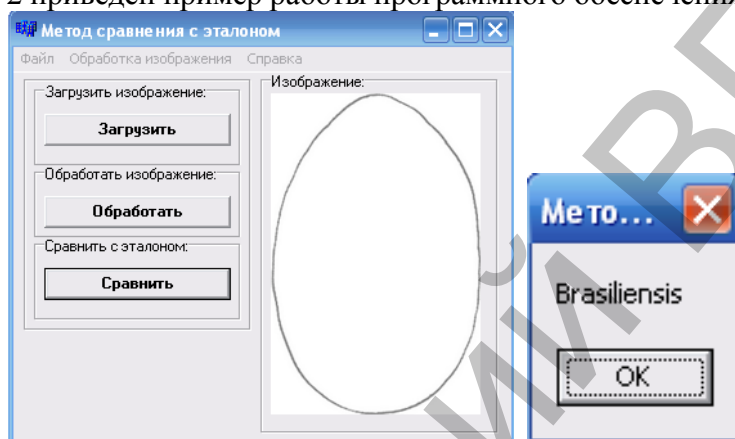 2 приведен пример работы программного обеспечения
Метод сравнения с эталоном
Файл Обработка изображения Справка
Загрузить изображение:
Загрузить
Обработать изображение:
Обработать
Сравнить с эталоном:
Сравнить
Изображение:
Мето...
Brasiliensis
OK